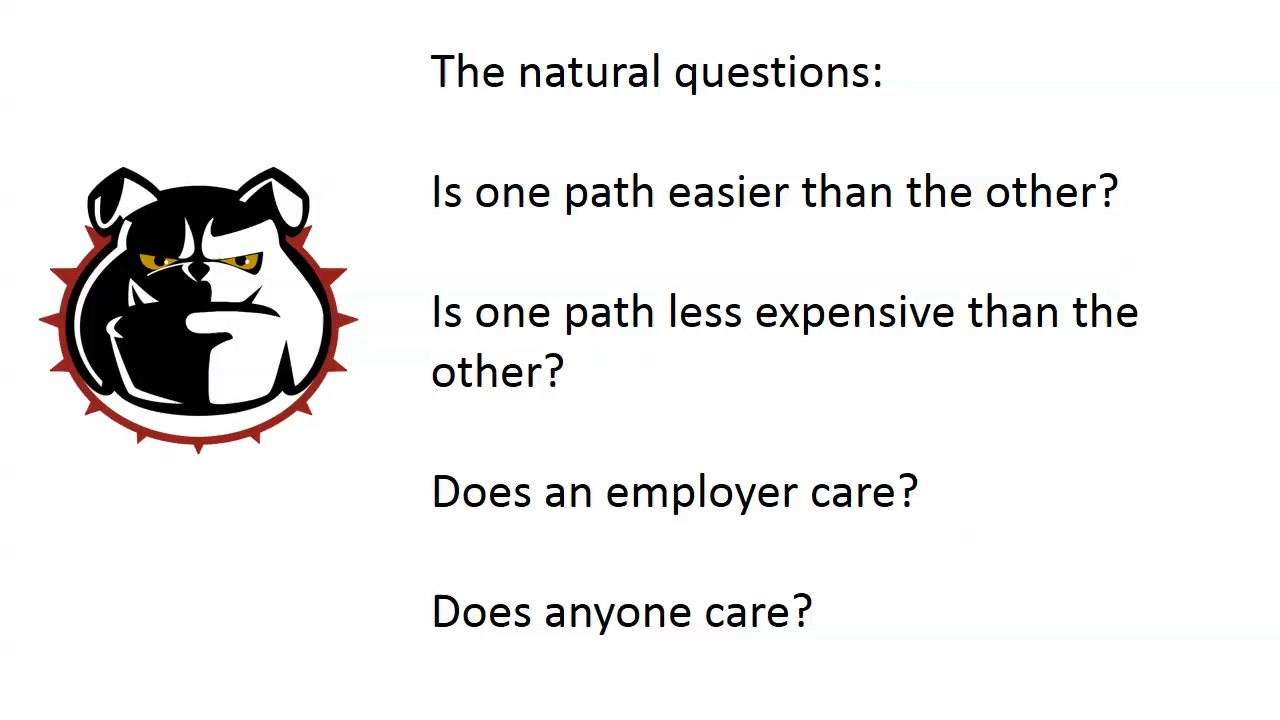 The natural questions:
Is one path easier than the other?
Is one path less expensive than the
other?
Does an employer care?
Does anyone care?